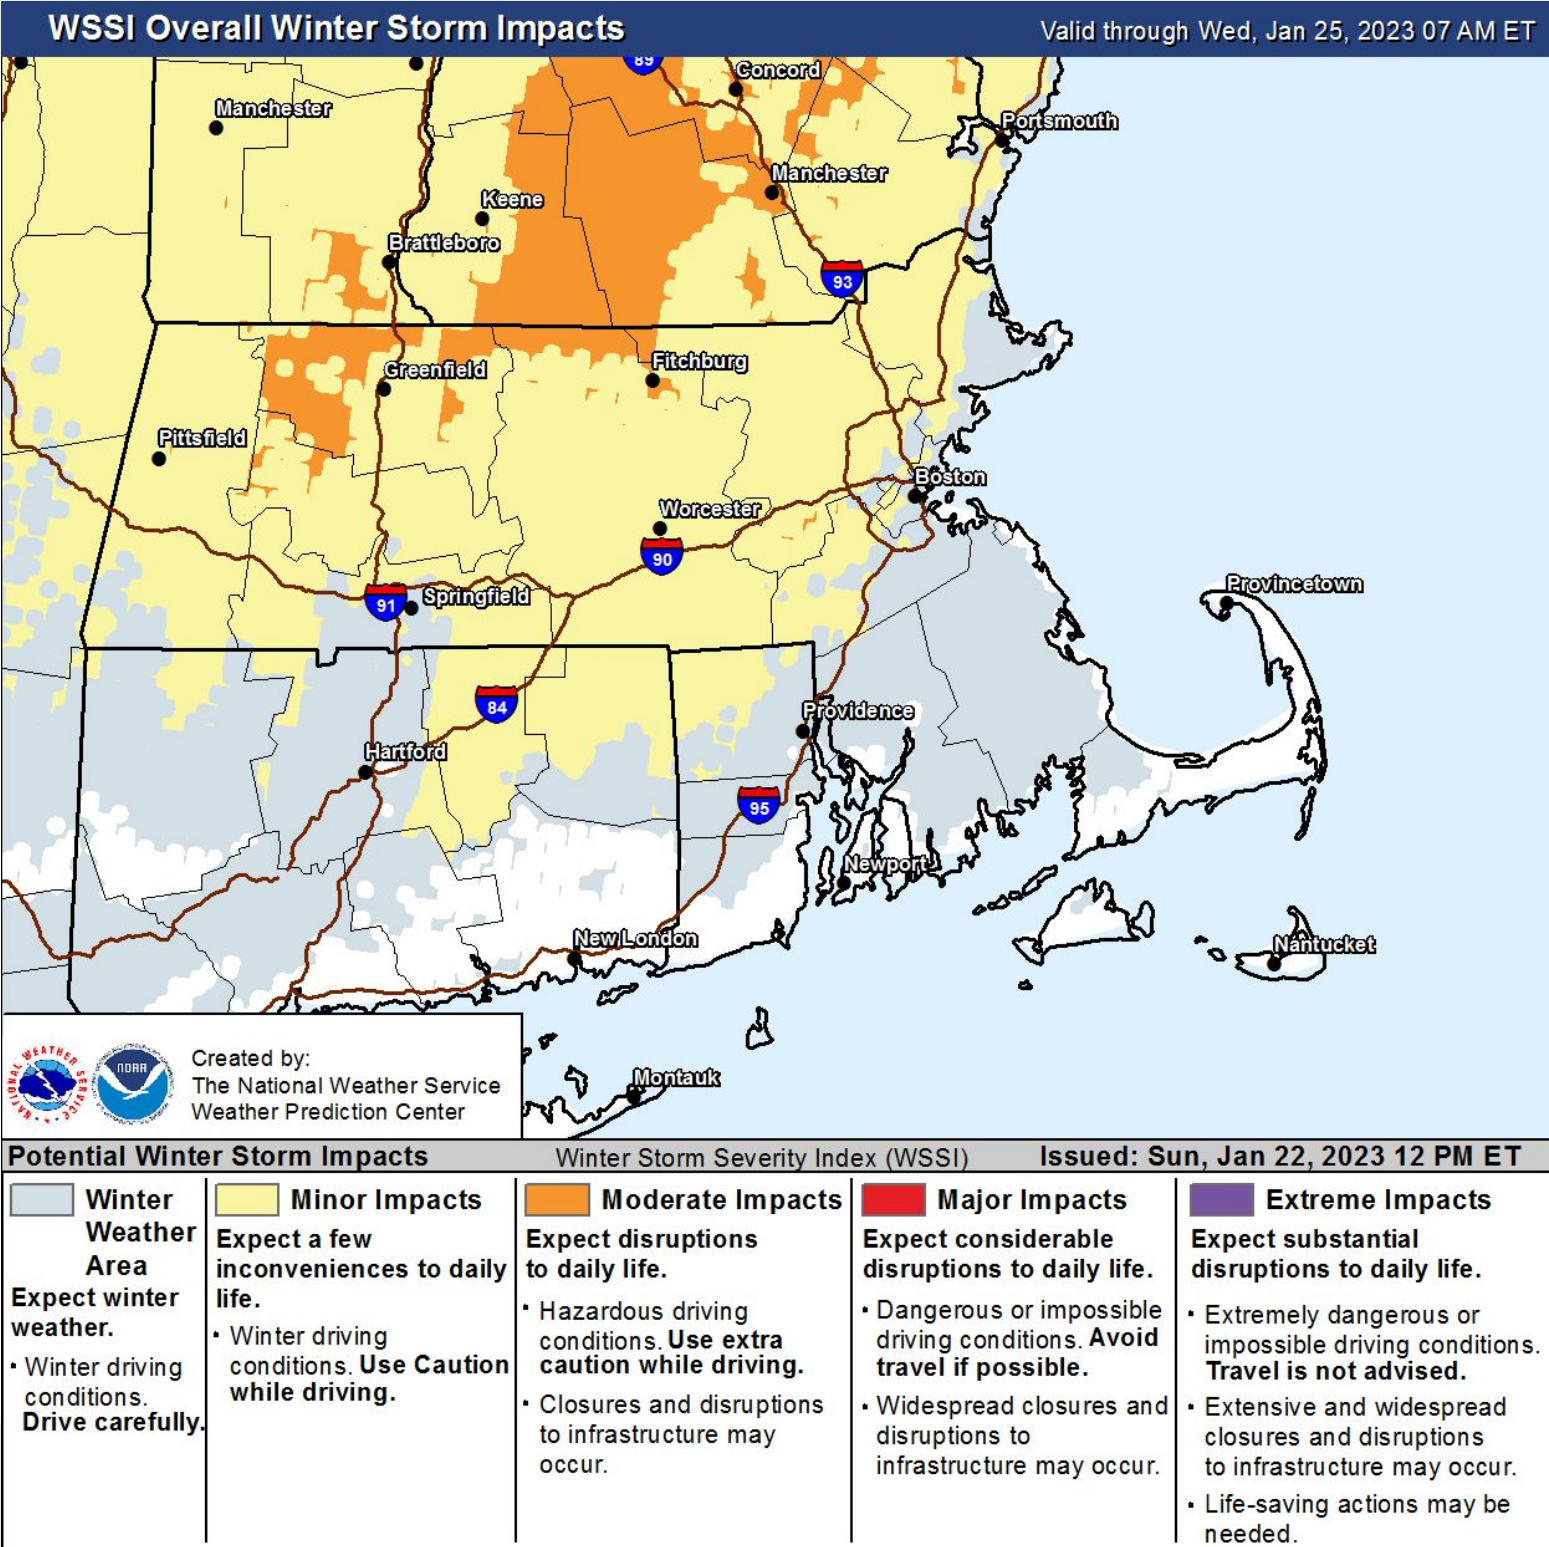 WSSI Overall Winter Storm Impacts
Valid through Wed, Jan 25, 2023 07 AM ET
89
Concord
Manchester
Portsmouth
Manchester
Keene
Brattleboro
93
Fitchburg
Greenfield
Pittsfield
Boston
Worcester
90
Provincetown
Springfield
91
84
Providence
Hartford
95
Newport
New London
Nantucket
Montauk
NATIONAL WEATHER SERVICE
NOAA
Created by:
The National Weather Service
Weather Prediction Center
Potential Winter Storm Impacts
Winter Storm Severity Index (WSSI)
Issued: Sun, Jan 22, 2023 12 PM ET
Winter
Weather
Area
Expect winter
weather.
· Winter driving
conditions.
Drive carefully.
Minor Impacts
Expect a few
inconveniences to daily
life.
· Winter driving
conditions. Use Caution
while driving.
Moderate Impacts
Expect disruptions
to daily life.
· Hazardous driving
conditions. Use extra
caution while driving.
· Closures and disruptions
to infrastructure may
occur.
Major Impacts
Expect considerable
disruptions to daily life.
· Dangerous or impossible
driving conditions. Avoid
travel if possible.
· Widespread closures and
disruptions to
infrastructure may occur.
Extreme Impacts
Expect substantial
disruptions to daily life.
· Extremely dangerous or
impossible driving conditions.
Travel is not advised.
· Extensive and widespread
closures and disruptions
to infrastructure may occur.
· Life-saving actions may be
needed.